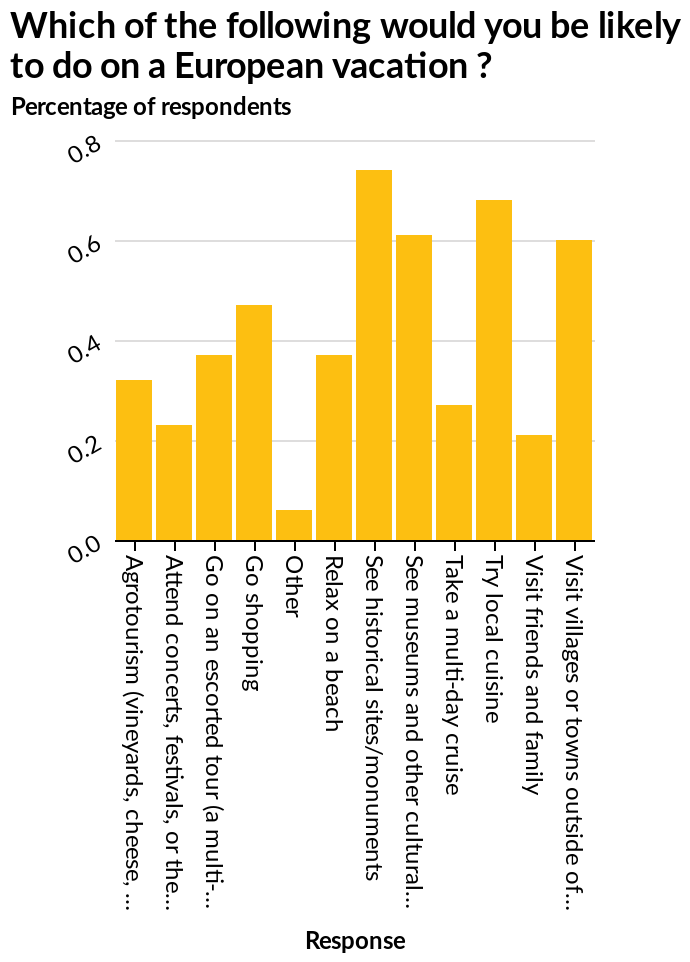 Which of the following would you be likely
to do on a European vacation ?
Percentage of respondents
0.8
0.6
0.4
0.2
0.0
Agrotourism (vineyards, cheese, ...
Attend concerts, festivals, or the...
Go on an escorted tour (a multi-...
Go shopping
Other
Relax on a beach
See historical sites/monuments
See museums and other cultural...
Take a multi-day cruise
Try local cuisine
Visit friends and family
Visit villages or towns outside of...
Response